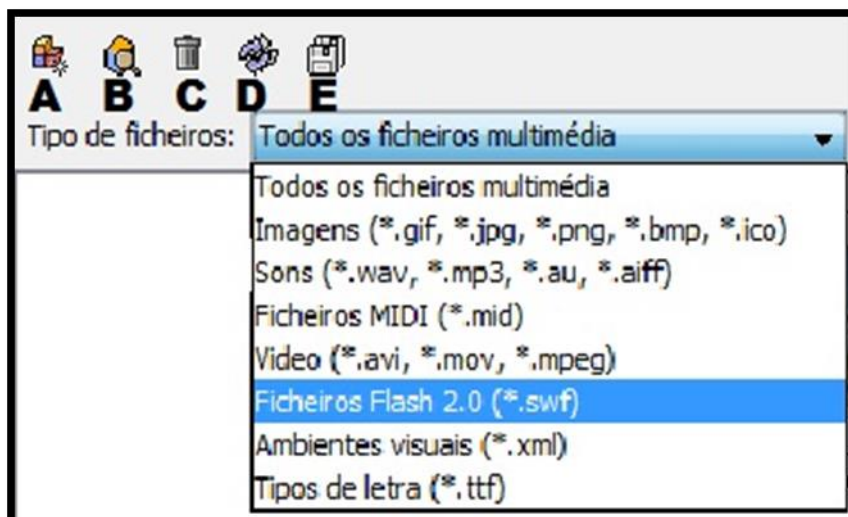 A B C D E
Tipo de ficheiros: Todos os ficheiros multimédia
Todos os ficheiros multimédia
Imagens (*.gif, *.jpg, *.png, *.bmp, *.ico)
Sons (*.wav, *.mp3, *.au, *.aiff)
Ficheiros MIDI (*.mid)
Video (*.avi, *.mov, *.mpeg)
Ficheiros Flash 2.0 (*.swf)
Ambientes visuais (*.xml)
Tipos de letra (*.ttf)